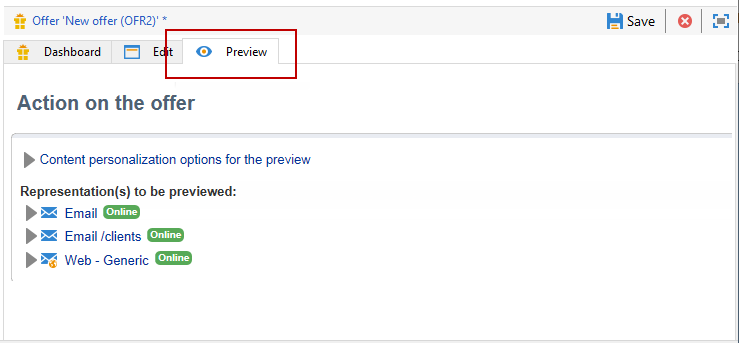 Offer 'New offer (OFR2)' *
Save
Dashboard
Edit
Preview
Action on the offer
Content personalization options for the preview
Representation(s) to be previewed:
Email Online
Email /clients Online
Web - Generic Online